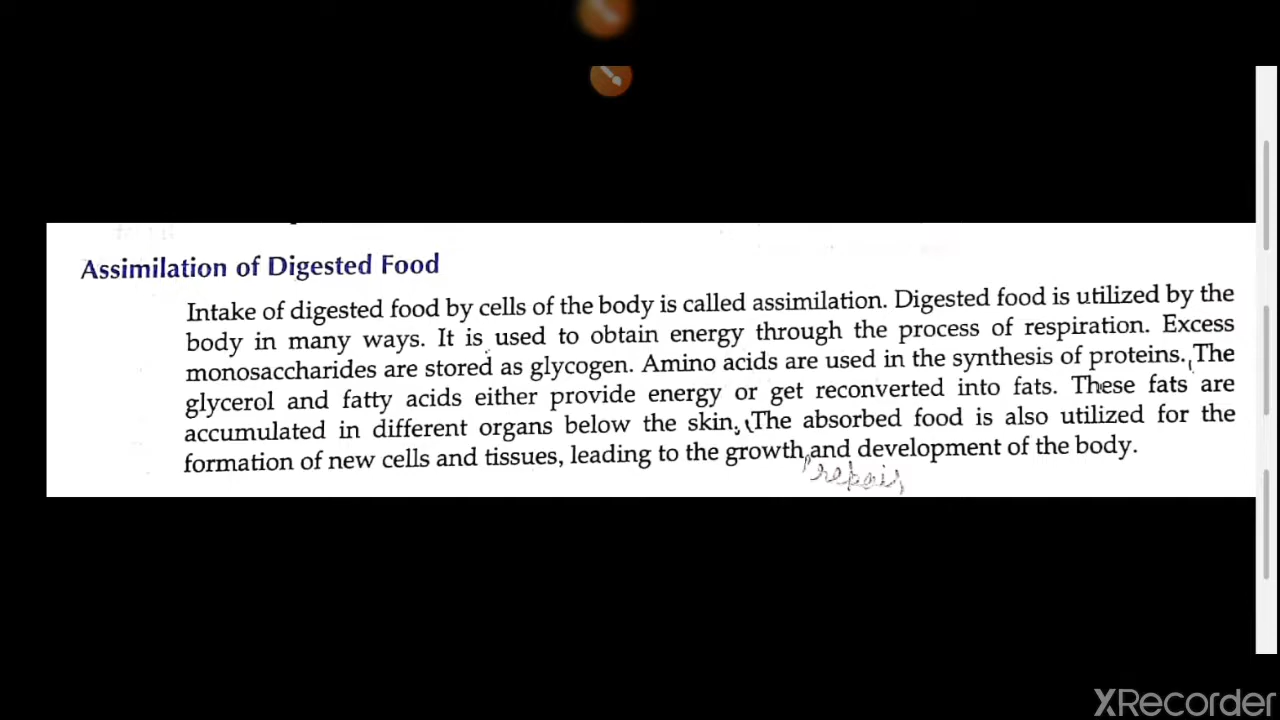 Assimilation of Digested Food
Intake of digested food by cells of the body is called assimilation. Digested food is utilized by the
body in many ways. It is used to obtain energy through the process of respiration. Excess
monosaccharides are stored as glycogen. Amino acids are used in the synthesis of proteins. The
glycerol and fatty acids either provide energy or get reconverted into fats. These fats are
accumulated in different organs below the skin. The absorbed food is also utilized for the
formation of new cells and tissues, leading to the growth and development of the body.
repair
XRecorder